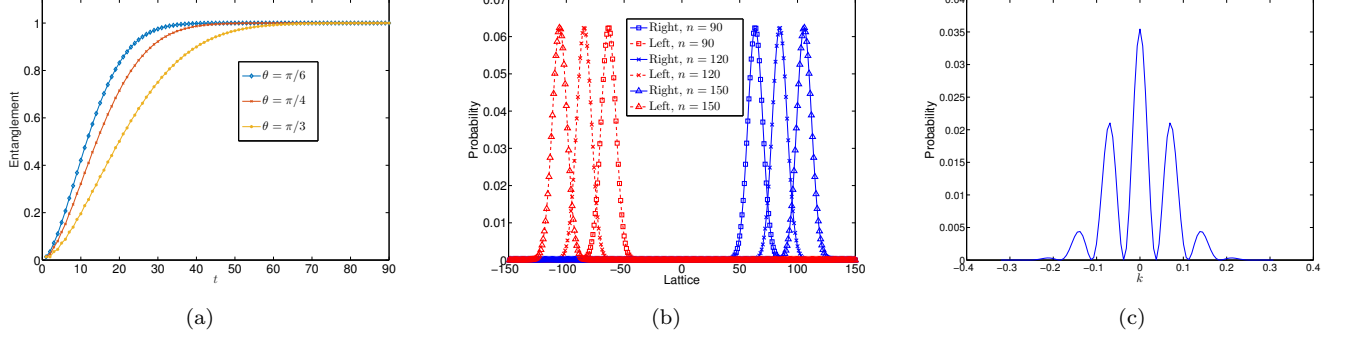 Entanglement
1
0.8
0.6
0.4
0.2
0
0 10 20 30 40 50 60 70 80 90
t
θ = π/6
θ = π/4
θ = π/3
(a)
Probability
0.07
0.06
0.05
0.04
0.03
0.02
0.01
0
−150 −100 −50 0 50 100 150
Lattice
Right, n = 90
Left, n = 90
Right, n = 120
Left, n = 120
Right, n = 150
Left, n = 150
(b)
Probability
0.04
0.035
0.03
0.025
0.02
0.015
0.01
0.005
0
−0.4 −0.3 −0.2 −0.1 0 0.1 0.2 0.3 0.4
k
(c)